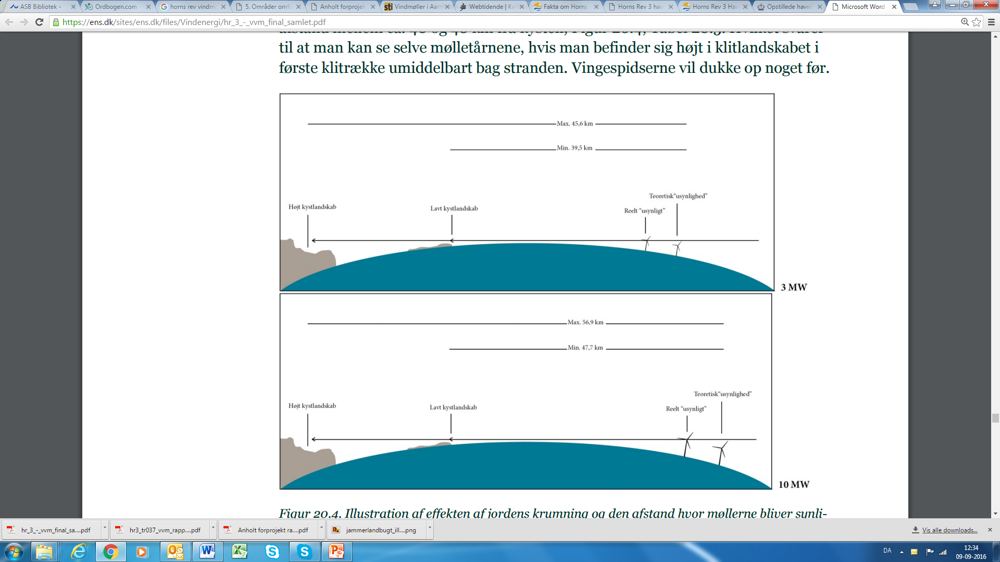 ASB Bibliotek -
Ordbogen.com -
horns rev vindm
5. Områder omfa
Anholt forprojek
sti Vindmøller i Aar
Webtidende | Ka
Fakta om Horns
Horns Rev 3 hav
Horns Rev 3 Hav
Opstillede havvi
Microsoft Word
https://ens.dk/sites/ens.dk/files/Vindenergi/hr_3_-_vvm_final_samlet.pdf
til at man kan se selve mølletårnene, hvis man befinder sig højt i klitlandskabet i
første klitrække umiddelbart bag stranden. Vingespidserne vil dukke op noget før.
Max. 45,6 km
Min. 39,5 km
Teoretisk“usynlighed”
Højt kystlandskab
Lavt kystlandskab
Reelt “usynligt”
3 MW
Max. 56,9 km
Min. 47,7 km
Teoretisk“usynlighed”
Højt kystlandskab
Lavt kystlandskab
Reelt “usynligt”
10 MW
Figur 20.4. Illustration af effekten af jordens krumning og den afstand hvor møllerne bliver synli-
hr_3_-_vvm_final_sa....pdf
hr3_tr037_vvm_rapp....pdf
Anholt forprojekt ra....pdf
jammerlandbugt_ill....png
Vis alle downloads...
DA
12:34
09-09-2016